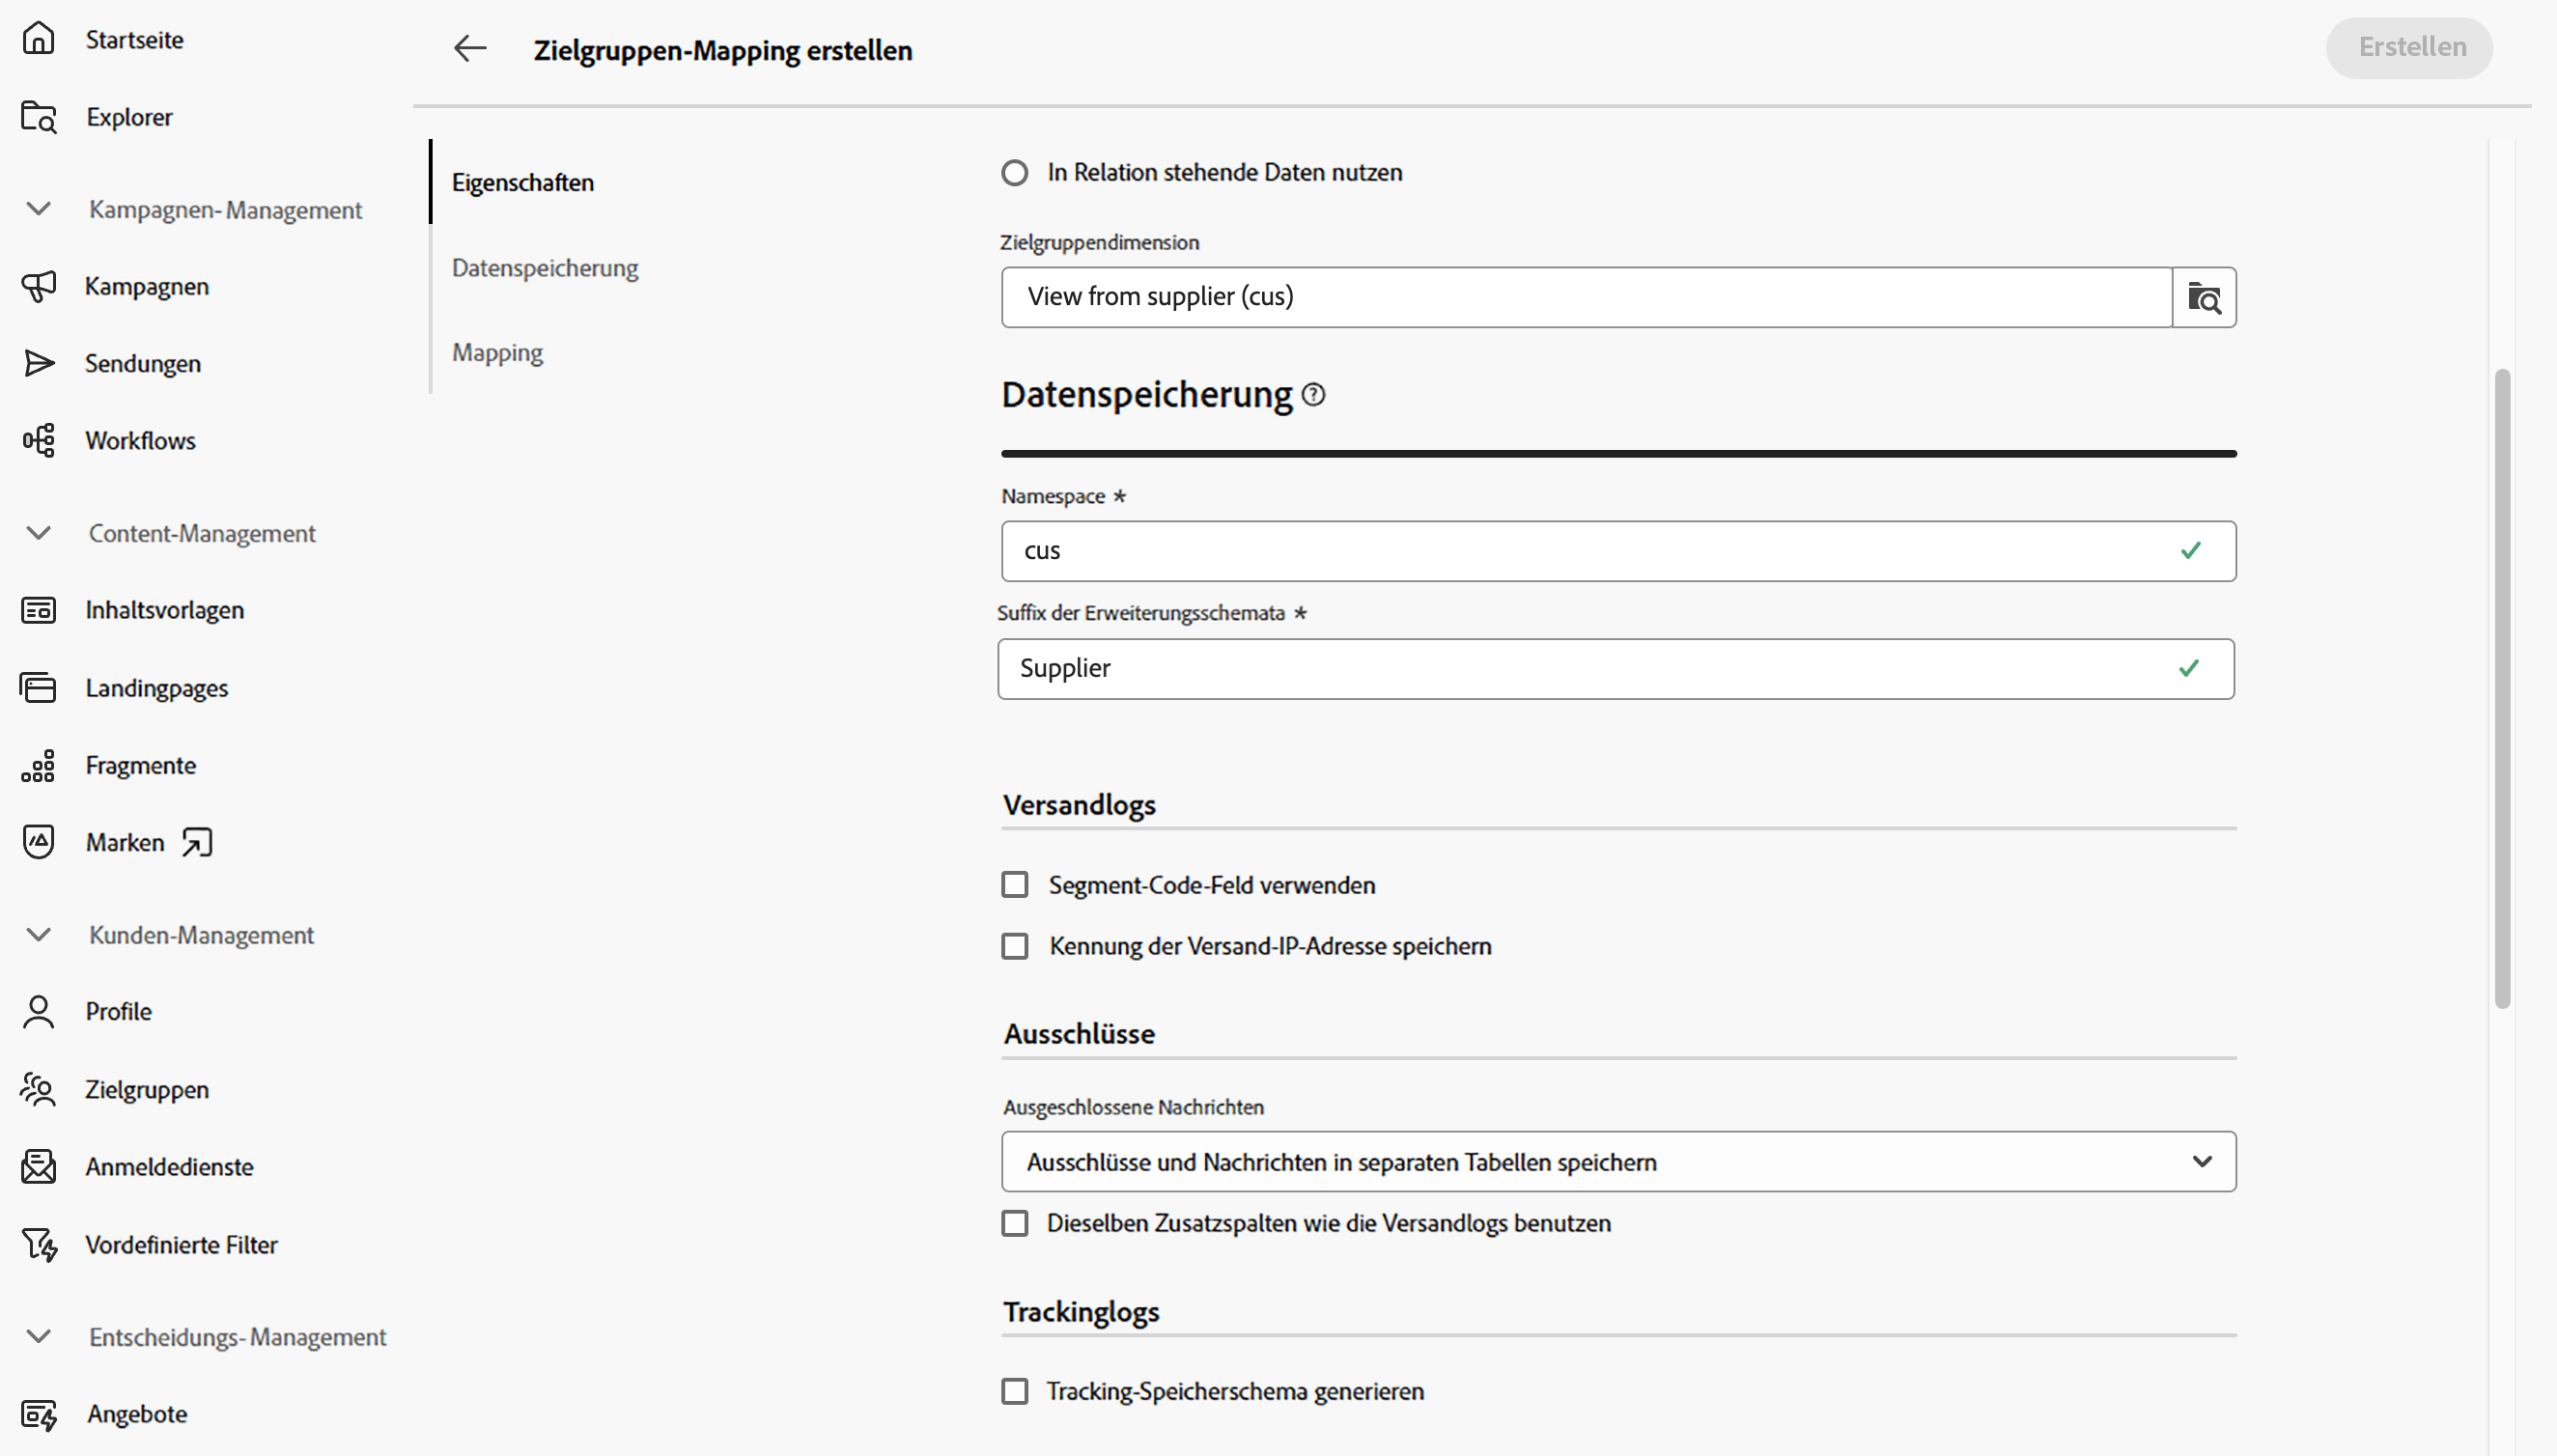 Startseite
Explorer
Kampagnen-Management
Kampagnen
Sendungen
Workflows
Content-Management
Inhaltsvorlagen
Landingpages
Fragmente
Marken
Kunden-Management
Profile
Zielgruppen
Anmeldedienste
Vordefinierte Filter
Entscheidungs-Management
Angebote
Zielgruppen-Mapping erstellen
Erstellen
Eigenschaften
Datenspeicherung
Mapping
In Relation stehende Daten nutzen
Zielgruppendimension
View from supplier (cus)
Datenspeicherung
Namespace *
cus
Suffix der Erweiterungsschemata *
Supplier
Versandlogs
Segment-Code-Feld verwenden
Kennung der Versand-IP-Adresse speichern
Ausschlüsse
Ausgeschlossene Nachrichten
Ausschlüsse und Nachrichten in separaten Tabellen speichern
Dieselben Zusatzspalten wie die Versandlogs benutzen
Trackinglogs
Tracking-Speicherschema generieren